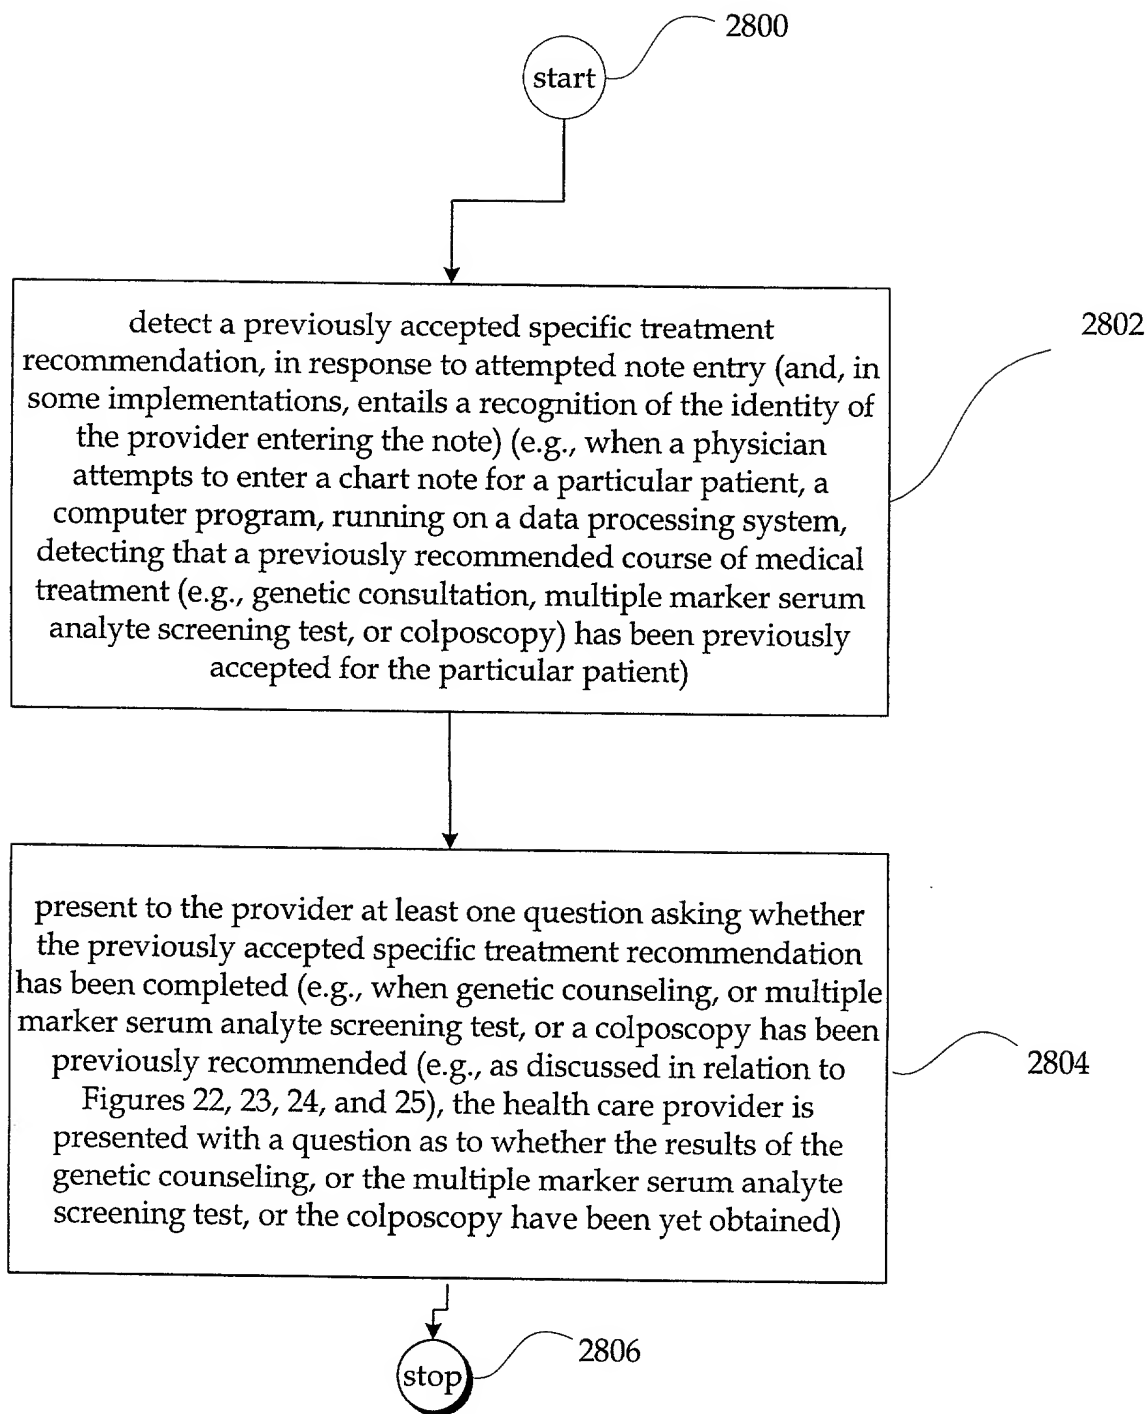 2800
start
detect a previously accepted specific treatment
recommendation, in response to attempted note entry (and, in
some implementations, entails a recognition of the identity of
the provider entering the note) (e.g., when a physician
attempts to enter a chart note for a particular patient, a
computer program, running on a data processing system,
detecting that a previously recommended course of medical
treatment (e.g., genetic consultation, multiple marker serum
analyte screening test, or colposcopy) has been previously
accepted for the particular patient)
2802
present to the provider at least one question asking whether
the previously accepted specific treatment recommendation
has been completed (e.g., when genetic counseling, or multiple
marker serum analyte screening test, or a colposcopy has been
previously recommended (e.g., as discussed in relation to
Figures 22, 23, 24, and 25), the health care provider is
presented with a question as to whether the results of the
genetic counseling, or the multiple marker serum analyte
screening test, or the colposcopy have been yet obtained)
2804
2806
stop